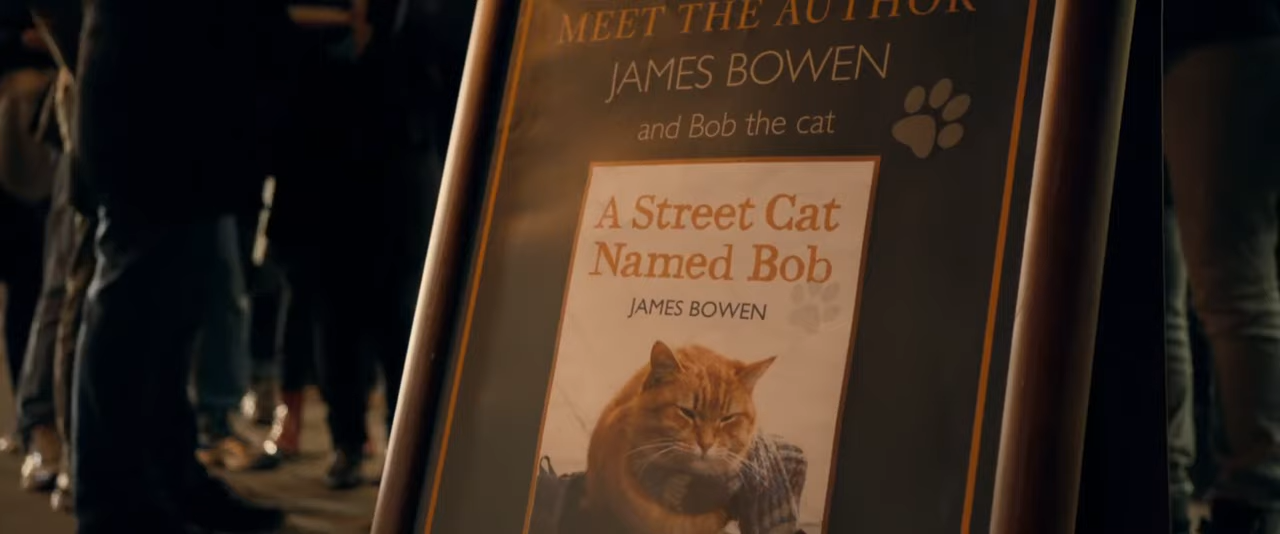 MEET THE AUTHOR
JAMES BOWEN
and Bob the cat
A Street Cat
Named Bob
JAMES BOWEN